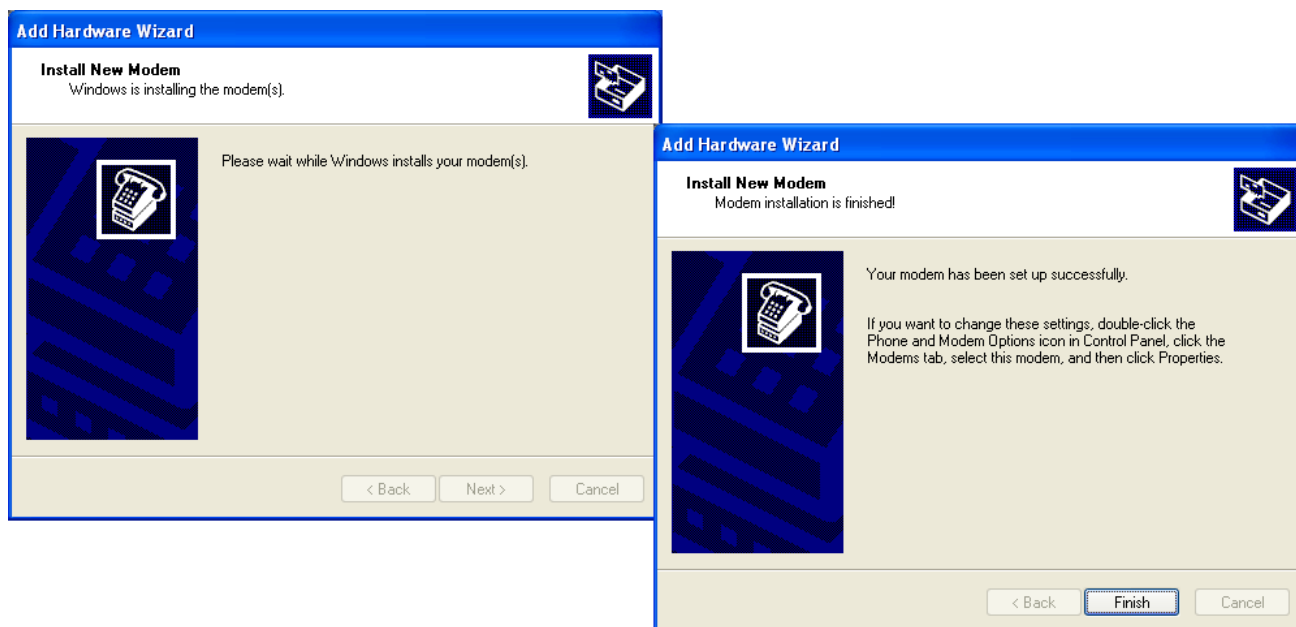 Add Hardware Wizard
Install New Modem
Windows is installing the modem(s).
Please wait while Windows installs your modem(s).
< Back
Next >
Cancel
Add Hardware Wizard
Install New Modem
Modem installation is finished!
Your modem has been set up successfully.
If you want to change these settings, double-click the
Phone and Modem Options icon in Control Panel, click the
Modems tab, select this modem, and then click Properties.
< Back
Finish
Cancel